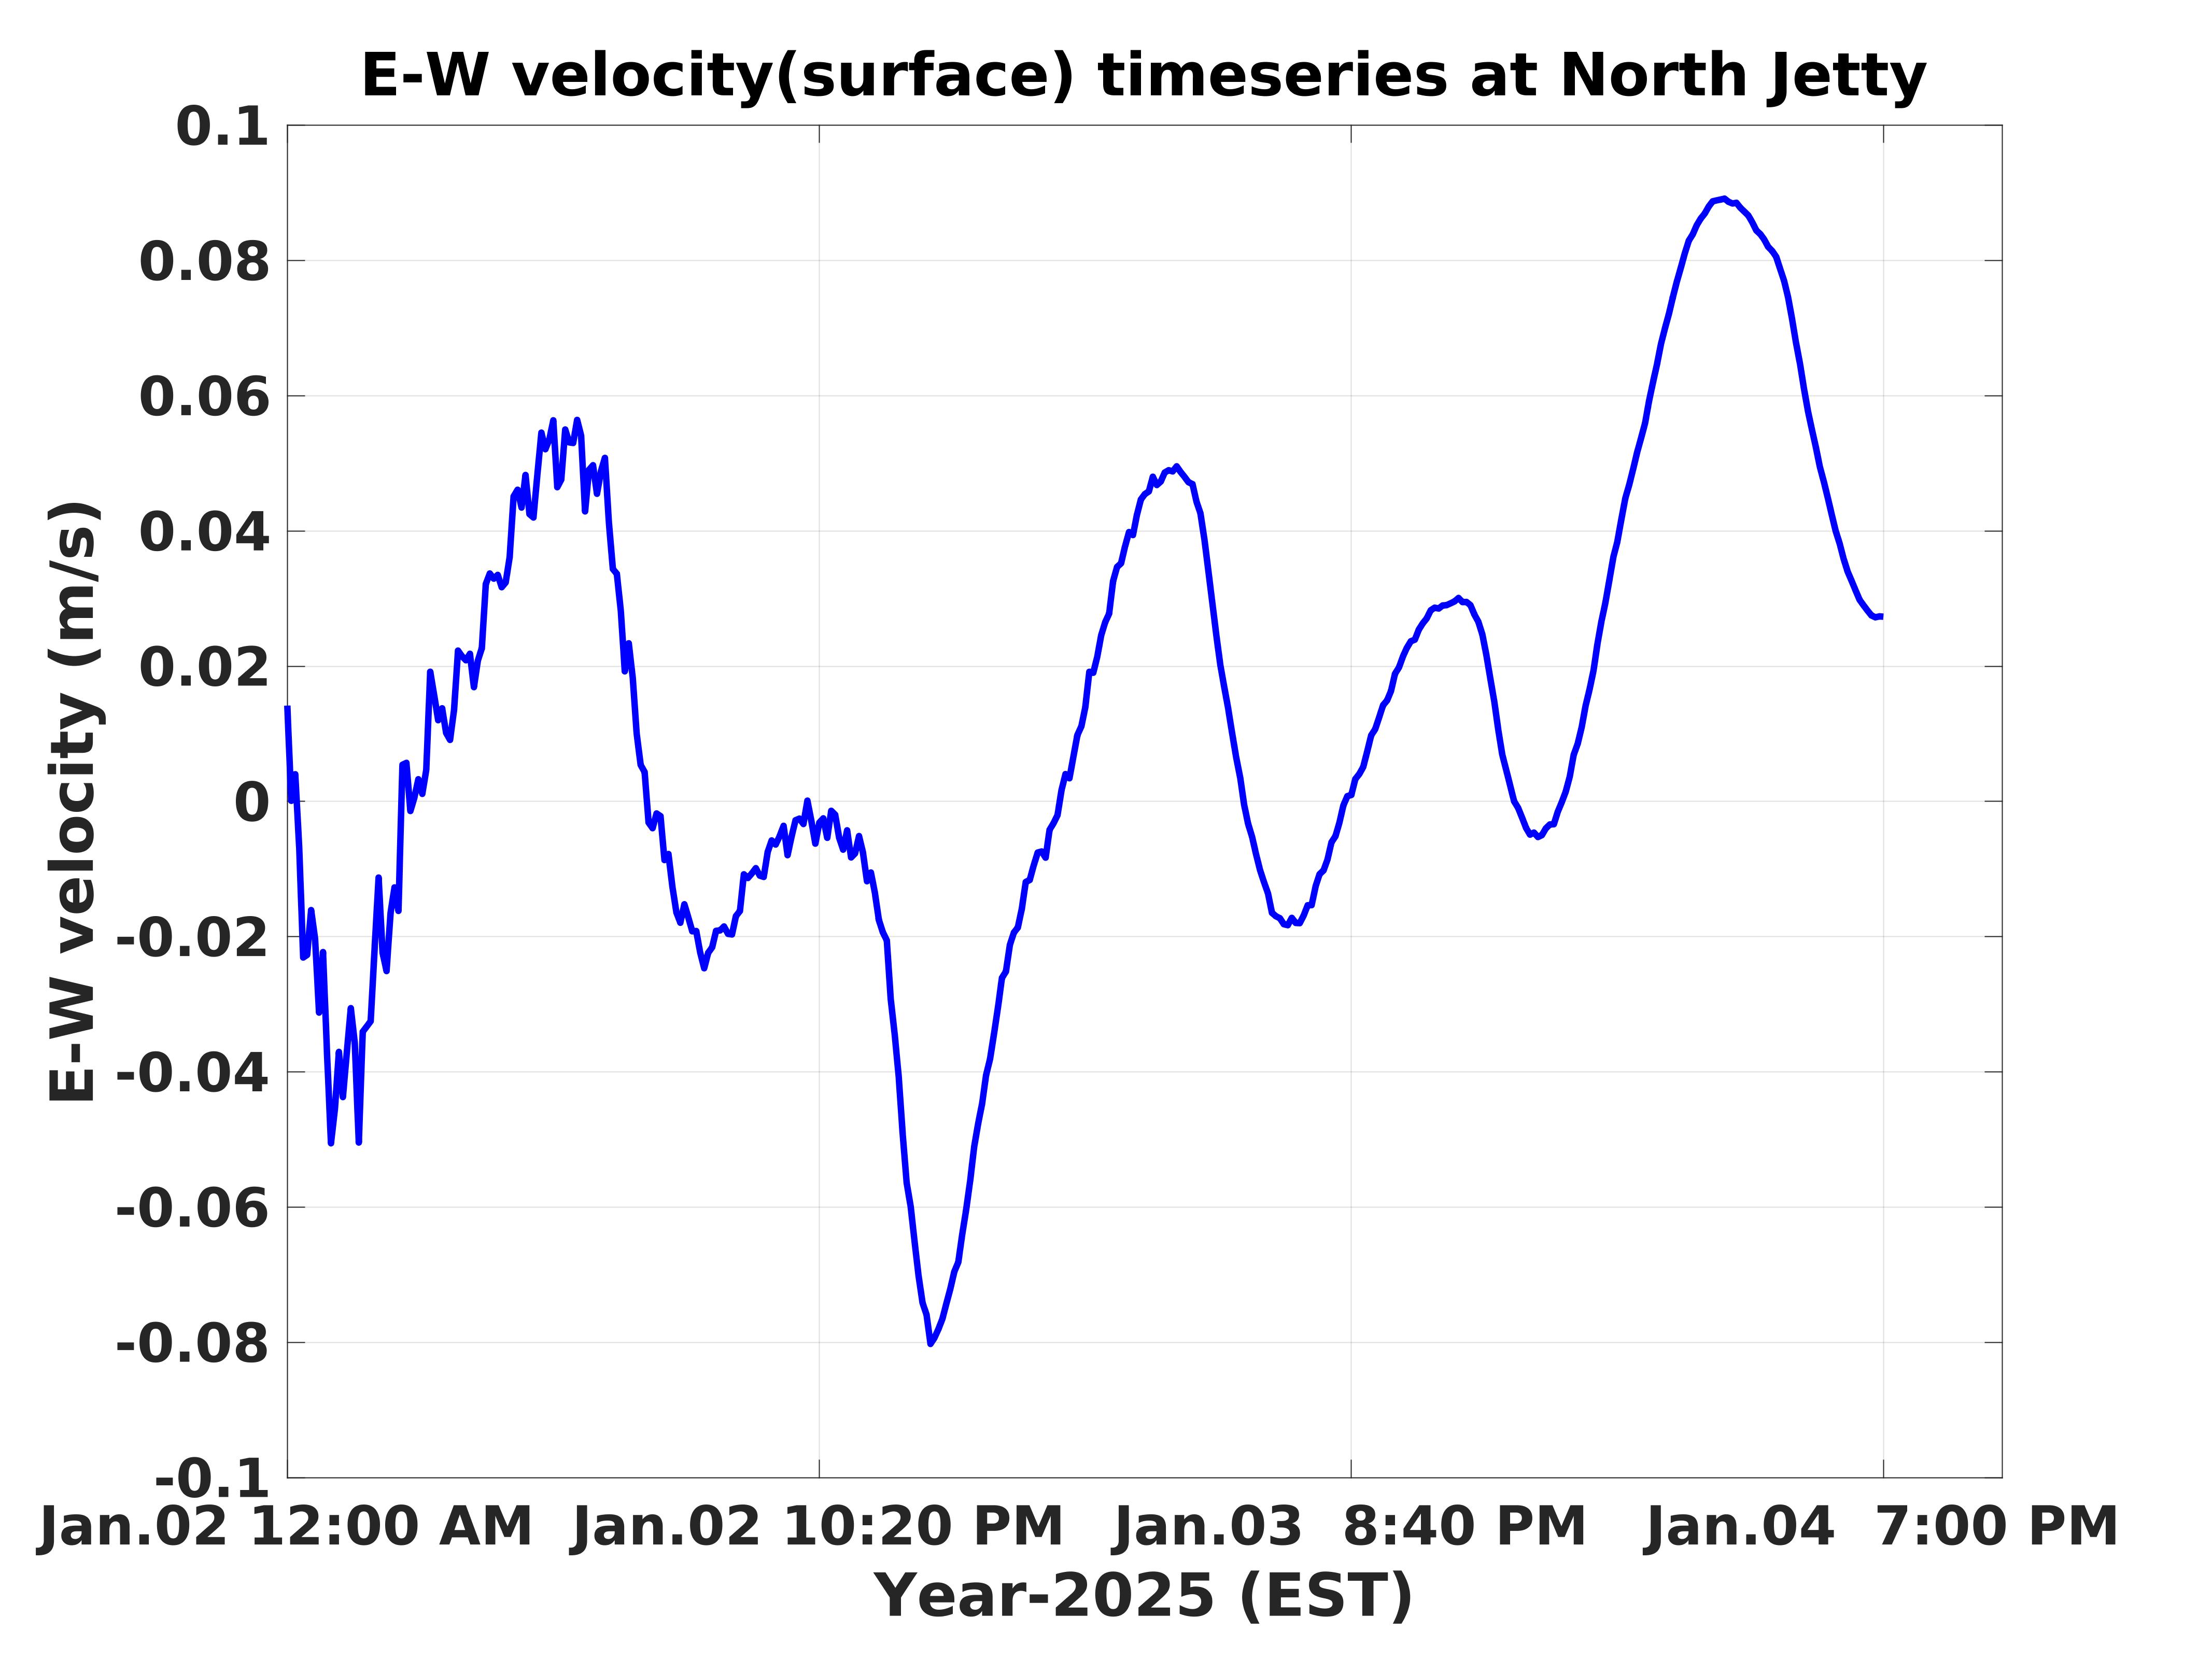 E-W velocity(surface) timeseries at North Jetty
0.1
0.08
0.06
0.04
0.02
0
-0.02
-0.04
-0.06
-0.08
-0.1
E-W velocity (m/s)
Jan.02 12:00 AM Jan.02 10:20 PM Jan.03 8:40 PM Jan.04 7:00 PM
Year-2025 (EST)